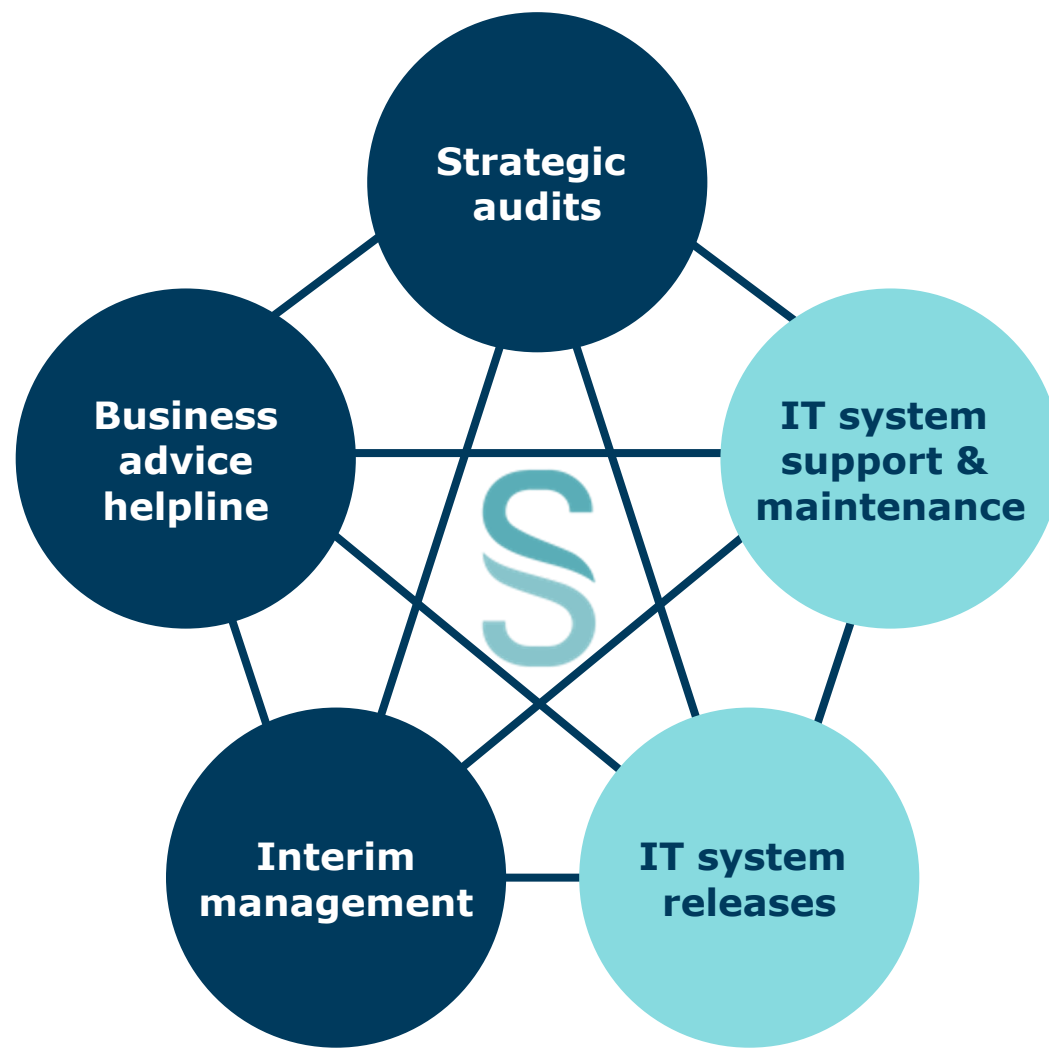 Strategic
audits
Business
advice
helpline
IT system
support &
maintenance
Interim
management
IT system
releases